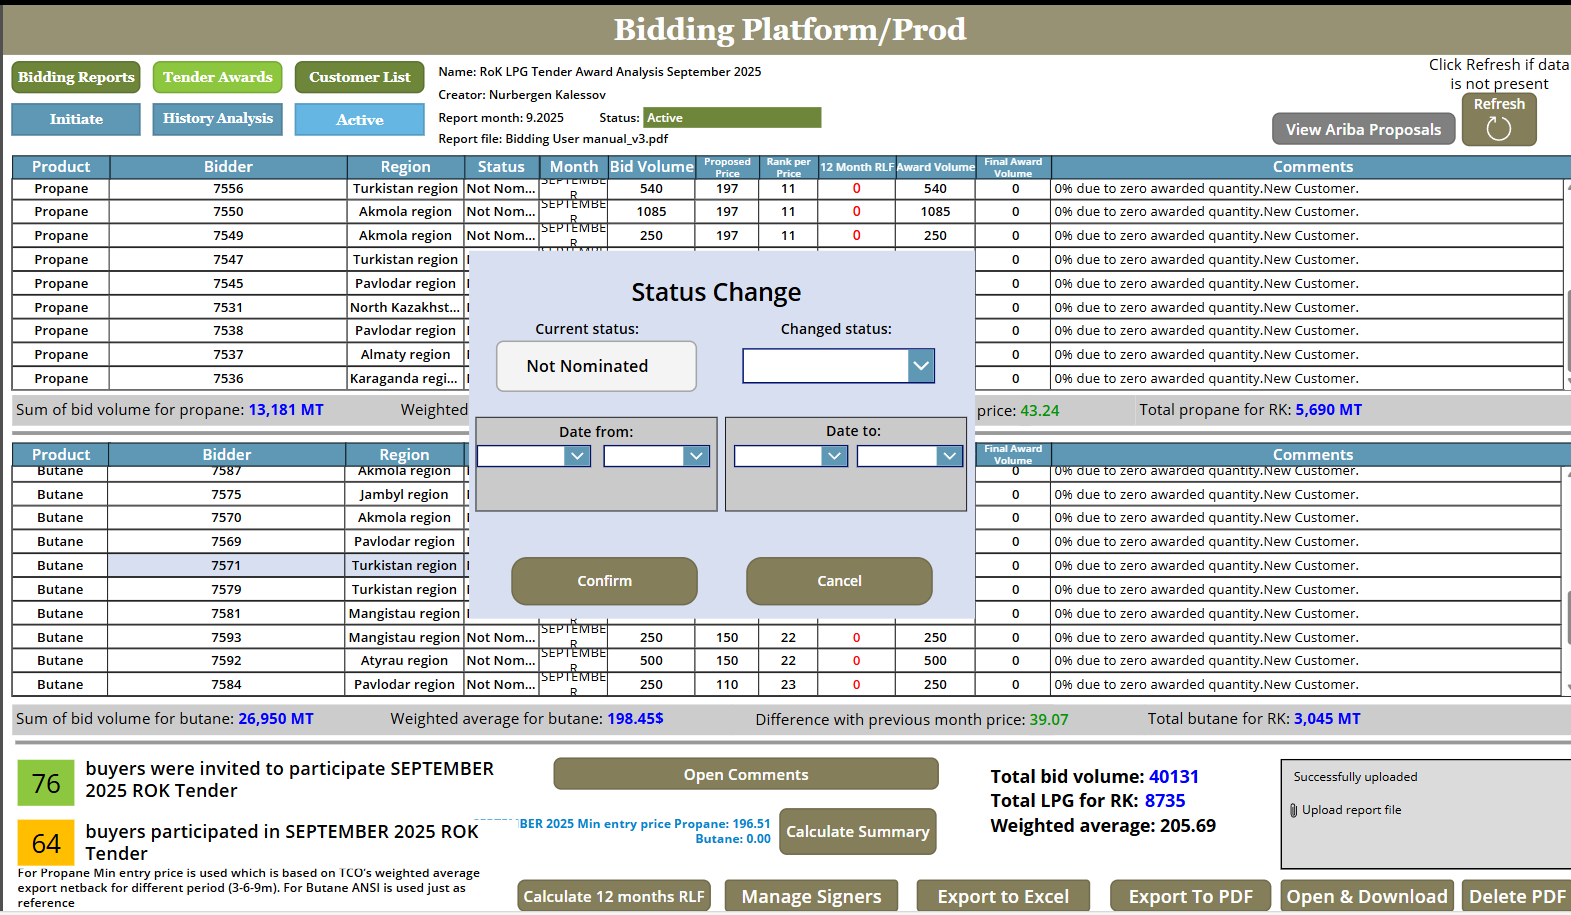 Bidding Platform/Prod
Bidding Reports Tender Awards Customer List
Initiate History Analysis Active
Name: RoK LPG Tender Award Analysis September 2025
Creator: Nurbergen Kalessov
Report month: 9.2025 Status: Active
Report file: Bidding User manual_v3.pdf
Click Refresh if data
is not present
View Ariba Proposals Refresh
Product Bidder Region Status Month Bid Volume Proposed Price Rank per Price 12 Month RLF Award Volume Final Award Volume Comments
Propane 7556 Turkistan region Not Nom... SEPTEMBER 540 197 11 0 540 0 0% due to zero awarded quantity.New Customer.
Propane 7550 Akmola region Not Nom... SEPTEMBER 1085 197 11 0 1085 0 0% due to zero awarded quantity.New Customer.
Propane 7549 Akmola region Not Nom... SEPTEMBER 250 197 11 0 250 0 0% due to zero awarded quantity.New Customer.
Propane 7547 Turkistan region 0 0% due to zero awarded quantity.New Customer.
Propane 7545 Pavlodar region 0 0% due to zero awarded quantity.New Customer.
Propane 7531 North Kazakhst... 0 0% due to zero awarded quantity.New Customer.
Propane 7538 Pavlodar region 0 0% due to zero awarded quantity.New Customer.
Propane 7537 Almaty region 0 0% due to zero awarded quantity.New Customer.
Propane 7536 Karaganda regi... 0 0% due to zero awarded quantity.New Customer.
Sum of bid volume for propane: 13,181 MT Weighted price: 43.24 Total propane for RK: 5,690 MT
Status Change
Current status: Changed status:
Not Nominated
Date from: Date to:
Confirm Cancel
Product Bidder Region Final Award Volume Comments
Butane 7587 Akmola region 0 0% due to zero awarded quantity.New Customer.
Butane 7575 Jambyl region 0 0% due to zero awarded quantity.New Customer.
Butane 7570 Akmola region 0 0% due to zero awarded quantity.New Customer.
Butane 7569 Pavlodar region 0 0% due to zero awarded quantity.New Customer.
Butane 7571 Turkistan region 0 0% due to zero awarded quantity.New Customer.
Butane 7579 Turkistan region 0 0% due to zero awarded quantity.New Customer.
Butane 7581 Mangistau region 0 0% due to zero awarded quantity.New Customer.
Butane 7593 Mangistau region Not Nom... SEPTEMBER 250 150 22 0 250 0 0% due to zero awarded quantity.New Customer.
Butane 7592 Atyrau region Not Nom... SEPTEMBER 500 150 22 0 500 0 0% due to zero awarded quantity.New Customer.
Butane 7584 Pavlodar region Not Nom... SEPTEMBER 250 110 23 0 250 0 0% due to zero awarded quantity.New Customer.
Sum of bid volume for butane: 26,950 MT Weighted average for butane: 198.45$ Difference with previous month price: 39.07 Total butane for RK: 3,045 MT
76 buyers were invited to participate SEPTEMBER
2025 ROK Tender
64 buyers participated in SEPTEMBER 2025 ROK
Tender
For Propane Min entry price is used which is based on TCO's weighted average
export netback for different period (3-6-9m). For Butane ANSI is used just as
reference
Open Comments
BER 2025 Min entry price Propane: 196.51
Butane: 0.00
Calculate Summary
Total bid volume: 40131
Total LPG for RK: 8735
Weighted average: 205.69
Successfully uploaded
Upload report file
Calculate 12 months RLF Manage Signers Export to Excel Export To PDF Open & Download Delete PDF